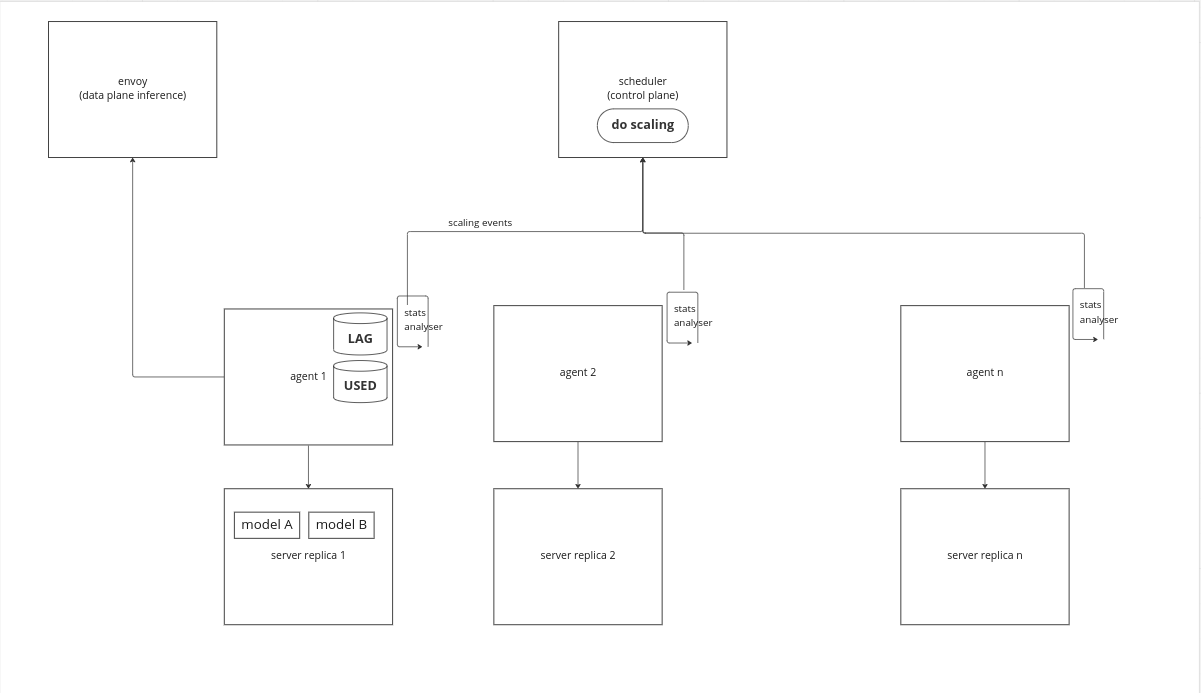 envoy
(data plane inference)
scheduler
(control plane)
do scaling
scaling events
stats
analyser
stats
analyser
stats
analyser
LAG
agent 1
USED
agent 2
agent n
model A
model B
server replica 1
server replica 2
server replica n